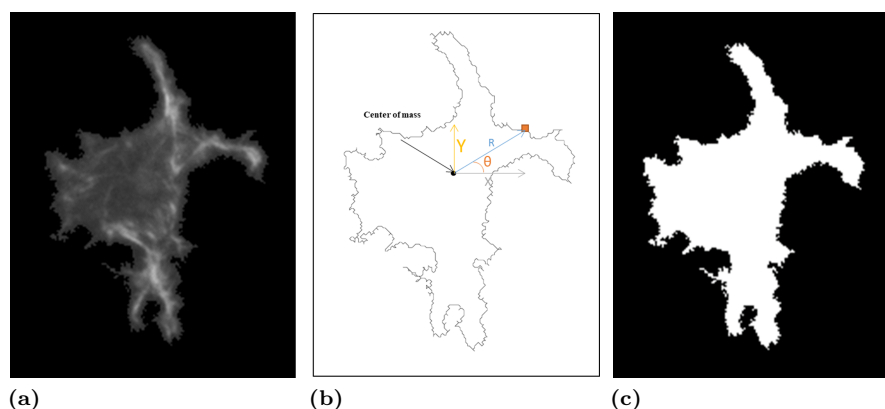 Center of mass
Y
R
θ
(a)
(b)
(c)